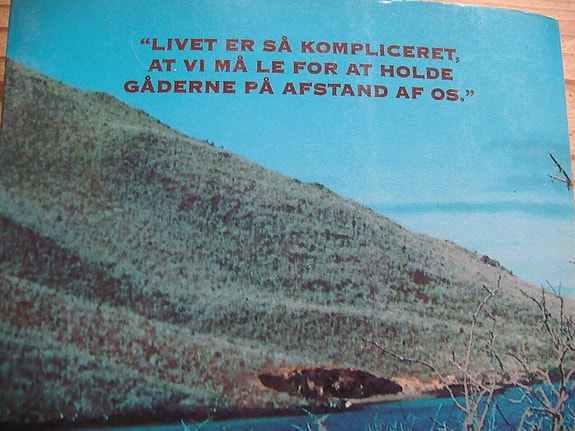 “LIVET ER SÅ KOMPLICERET,
AT VI MÅ LE FOR AT HOLDE
GÅDERNE PÅ AFSTAND AF OS.”